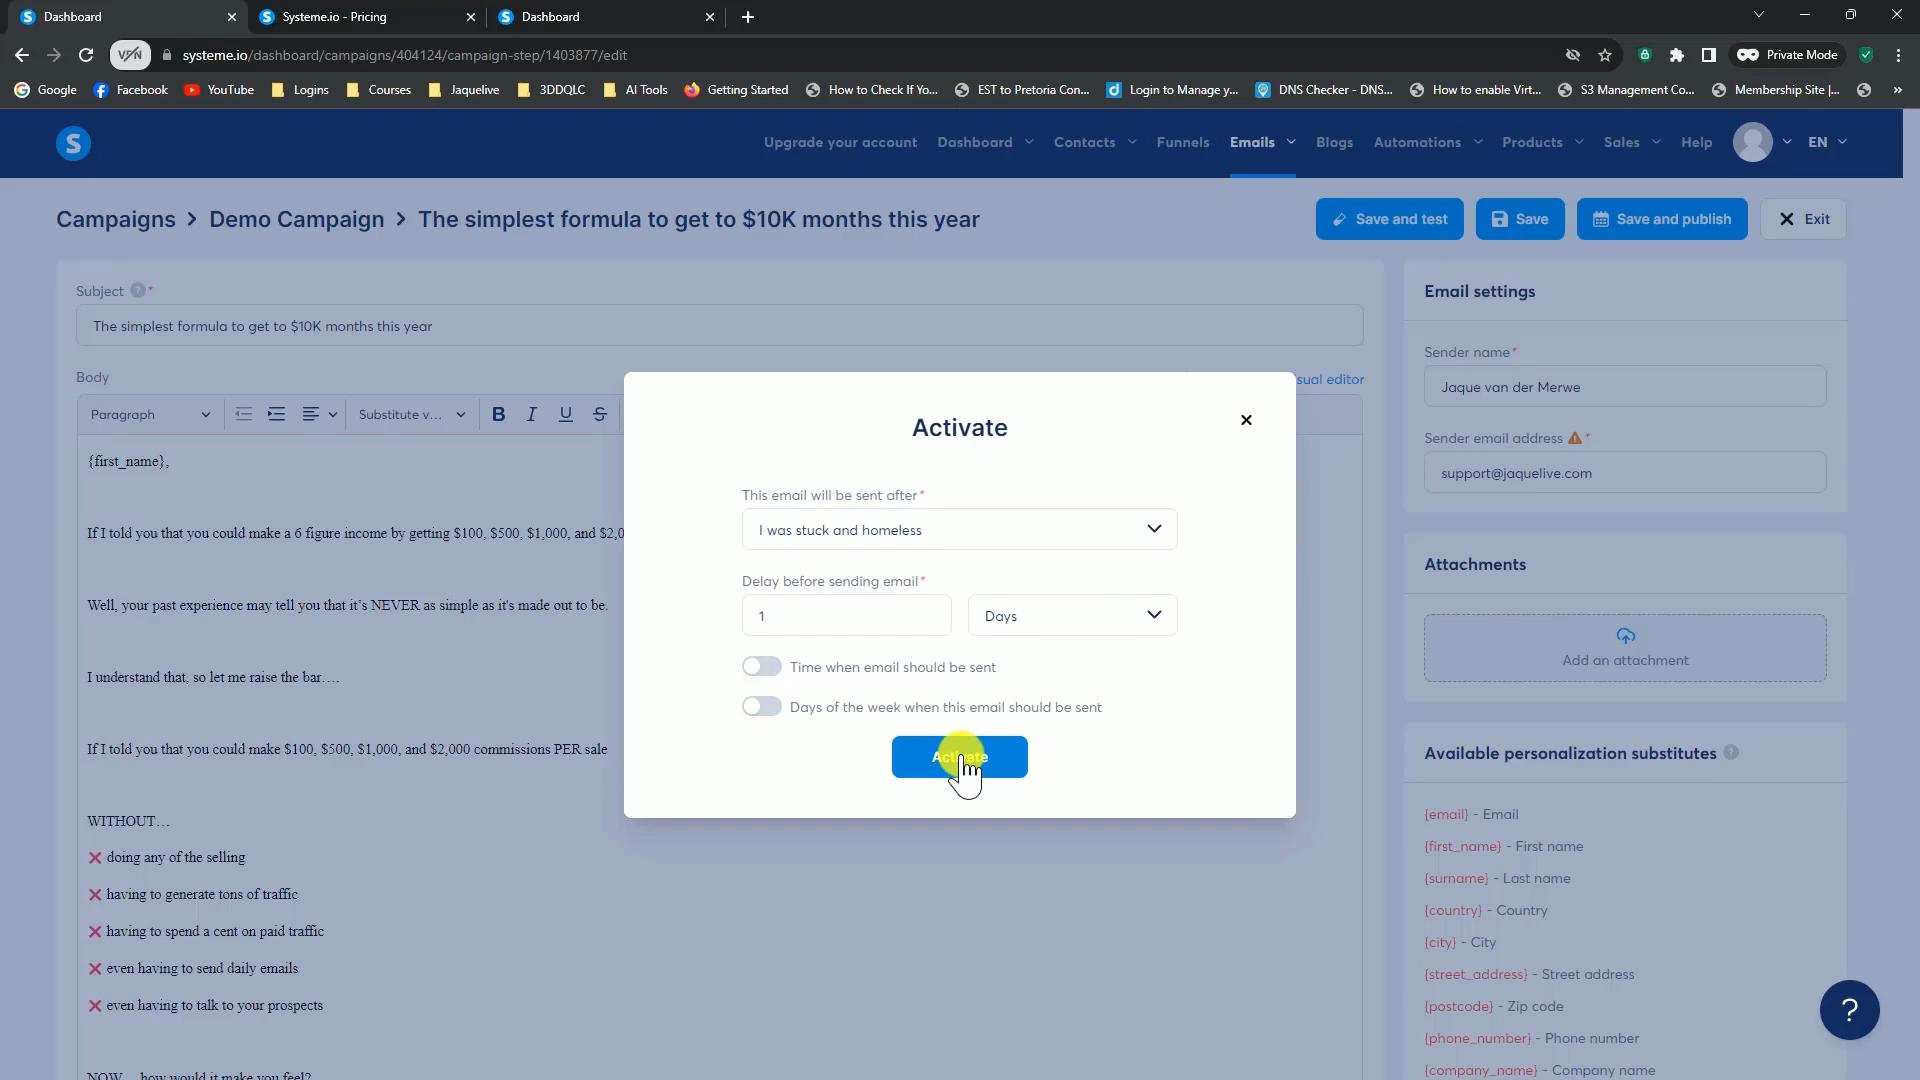 Dashboard
Systeme.io - Pricing
Dashboard
VPN
systeme.io/dashboard/campaigns/404124/campaign-step/1403877/edit
Private Mode
Google
Facebook
YouTube
Logins
Courses
Jaquelive
3DDQLC
AI Tools
Getting Started
How to Check If Yo...
EST to Pretoria Con...
Login to Manage y...
DNS Checker - DNS...
How to enable Virt...
S3 Management Co...
Membership Site |...
»
S
Upgrade your account
Dashboard
Contacts
Funnels
Emails
Blogs
Automations
Products
Sales
Help
EN
Campaigns > Demo Campaign > The simplest formula to get to $10K months this year
Save and test
Save
Save and publish
Exit
Subject ? *
The simplest formula to get to $10K months this year
Body
sual editor
Paragraph
Substitute v...
B I U S
{first_name},
If I told you that you could make a 6 figure income by getting $100, $500, $1,000, and $2,0
Well, your past experience may tell you that it's NEVER as simple as it's made out to be.
I understand that, so let me raise the bar….
If I told you that you could make $100, $500, $1,000, and $2,000 commissions PER sale
WITHOUT…
❌ doing any of the selling
❌ having to generate tons of traffic
❌ having to spend a cent on paid traffic
❌ even having to send daily emails
❌ even having to talk to your prospects
NOW... how would it make you feel?
Activate
This email will be sent after*
I was stuck and homeless
Delay before sending email*
1
Days
Time when email should be sent
Days of the week when this email should be sent
Activate
Email settings
Sender name*
Jaque van der Merwe
Sender email address *
support@jaquelive.com
Attachments
Add an attachment
Available personalization substitutes ?
{email} - Email
{first_name} - First name
{surname} - Last name
{country} - Country
{city} - City
{street_address} - Street address
{postcode} - Zip code
{phone_number} - Phone number
{company_name} - Company name
?